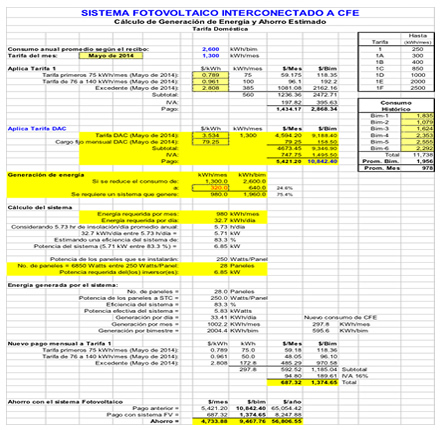 SISTEMA FOTOVOLTAICO INTERCONECTADO A CFE
Cálculo de Generación de Energía y Ahorro Estimado
Tarifa Doméstica
Hasta
Tarifa (kWh/mes)
Consumo anual promedio según el recibo: 2,600 kWh/bim
1 250
Tarifa del mes: Mayo de 2014 1,300 kWh/mes
1A 300
1B 400
Aplica Tarifa 1 $/kWh kWh/mes $/Mes $/Bim
1C 850
Tarifa primeros 75 kWh/mes (Mayo de 2014): 0.789 75 59.175 118.35
1D 1000
Tarifa de 76 a 140 kWh/mes (Mayo de 2014): 0.961 100 96.1 192.2
1E 2000
Excedente (Mayo de 2014): 2.808 385 1081.08 2162.16
1F 2500
Subtotal: 560 1236.36 2472.71
IVA: 197.82 395.63
Pago: 1,434.17 2,868.34
Consumo Histórico
Bim-1 1,835
Bim-2 1,079
Aplica Tarifa DAC $/kWh kWh/mes $/Mes $/Bim
Bim-3 1,624
Tarifa DAC (Mayo de 2014): 3.534 1,300 4,594.20 9,188.40
Bim-4 2,353
Cargo fijo mensual DAC (Mayo de 2014): 79.25 79.25 158.50
Bim-5 2,555
Subtotal: 4673.45 9,346.90
Bim-6 2,292
IVA: 747.75 1,495.50
Total 11,738
Pago: 5,421.20 10,842.40
Prom. Bim. 1,956
Prom. Mes 978
Generación de energía kWh/mes kWh/bim
Si se reduce el consumo de: 1,300.0 2,600.0
a: 320.0 640.0 24.6%
Se requiere un sistema que genere: 980.0 1,960.0 75.4%
Cálculo del sistema
Energía requerida por mes: 980 kWh/mes
Energía requerida por día: 32.7 kWh/día
Considerando 5.73 hr de insolación/día promedio anual: 5.73 h/día
32.7 kWh/día entre 5.73 h/día = 5.71 kW
Estimando una eficiencia del sistema de: 83.3 %
Potencia del sistema (5.71 kW entre 83.3 %) = 6.85 kW
Potencia de los paneles que se instalarán: 250 Watts/Panel
No. de paneles = 6850 Watts entre 250 Watts/Panel: 28 Paneles
Potencia requerida del(os) inversor(es): 6.85 kW
Energía generada por el sistema:
No. de paneles = 28.0 Paneles
Potencia de los paneles a STC = 250.0 Watts/Panel
Eficiencia del sistema = 83.3 %
Potencia efectiva del sistema = 5.83 kWatts
Generación por día = 33.41 kWh/Día Nuevo consumo de CFE
Generación por mes = 1002.2 kWh/Mes 297.8 kWh/Mes
Generación por bimestre = 2004.4 kWh/Bim 595.6 kWh/Bim
Nuevo pago mensual a Tarifa 1 $/kWh kWh $/Mes $/Bim
Tarifa primeros 75 kWh/mes (Mayo de 2014): 0.789 75.0 59.18 118.36
Tarifa de 76 a 140 kWh/mes (Mayo de 2014): 0.961 50.0 48.05 96.10
Excedente (Mayo de 2014): 2.808 172.8 485.29 970.58
297.8 592.52 1,185.04 Subtotal
94.80 189.61 IVA 16%
687.32 1,374.65 Total
Ahorro con el sistema Fotovoltaico $/mes $/bim $/año
Pago anterior = 5,421.20 10,842.40 65,054.42
Pago con sistema FV = 687.32 1,374.65 8,247.88
Ahorro = 4,733.88 9,467.76 56,806.55